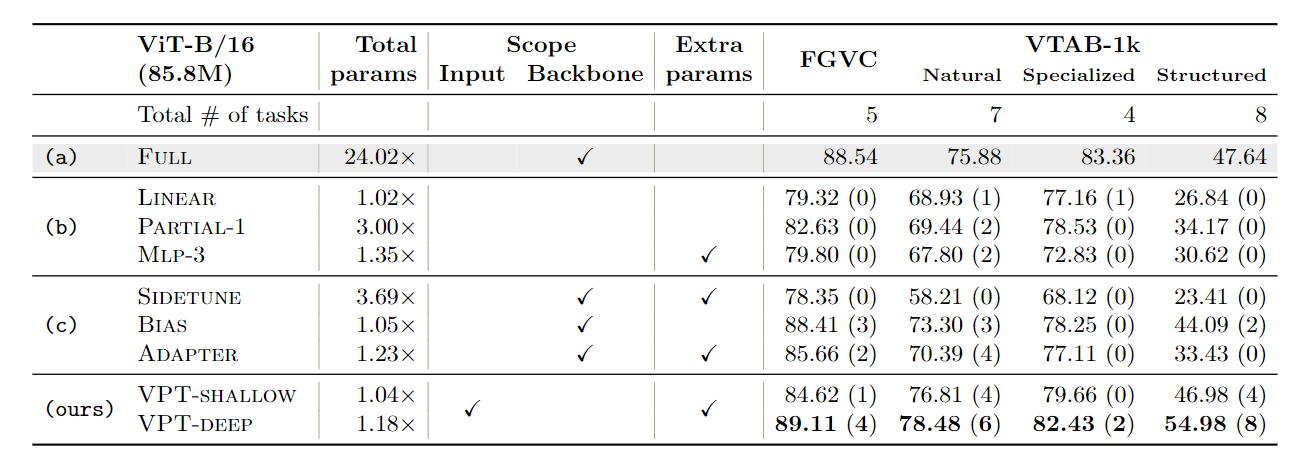 ViT-B/16 Total Scope Extra FGVC VTAB-1k
(85.8M) params Input Backbone params Natural Specialized Structured
Total # of tasks 5 7 4 8
(a) FULL 24.02× ✓ 88.54 75.88 83.36 47.64
LINEAR 1.02× 79.32 (0) 68.93 (1) 77.16 (1) 26.84 (0)
(b) PARTIAL-1 3.00× 82.63 (0) 69.44 (2) 78.53 (0) 34.17 (0)
MLP-3 1.35× ✓ 79.80 (0) 67.80 (2) 72.83 (0) 30.62 (0)
SIDETUNE 3.69× ✓ ✓ 78.35 (0) 58.21 (0) 68.12 (0) 23.41 (0)
(c) BIAS 1.05× ✓ 88.41 (3) 73.30 (3) 78.25 (0) 44.09 (2)
ADAPTER 1.23× ✓ ✓ 85.66 (2) 70.39 (4) 77.11 (0) 33.43 (0)
(ours) VPT-SHALLOW 1.04× ✓ ✓ 84.62 (1) 76.81 (4) 79.66 (0) 46.98 (4)
VPT-DEEP 1.18× 89.11 (4) 78.48 (6) 82.43 (2) 54.98 (8)